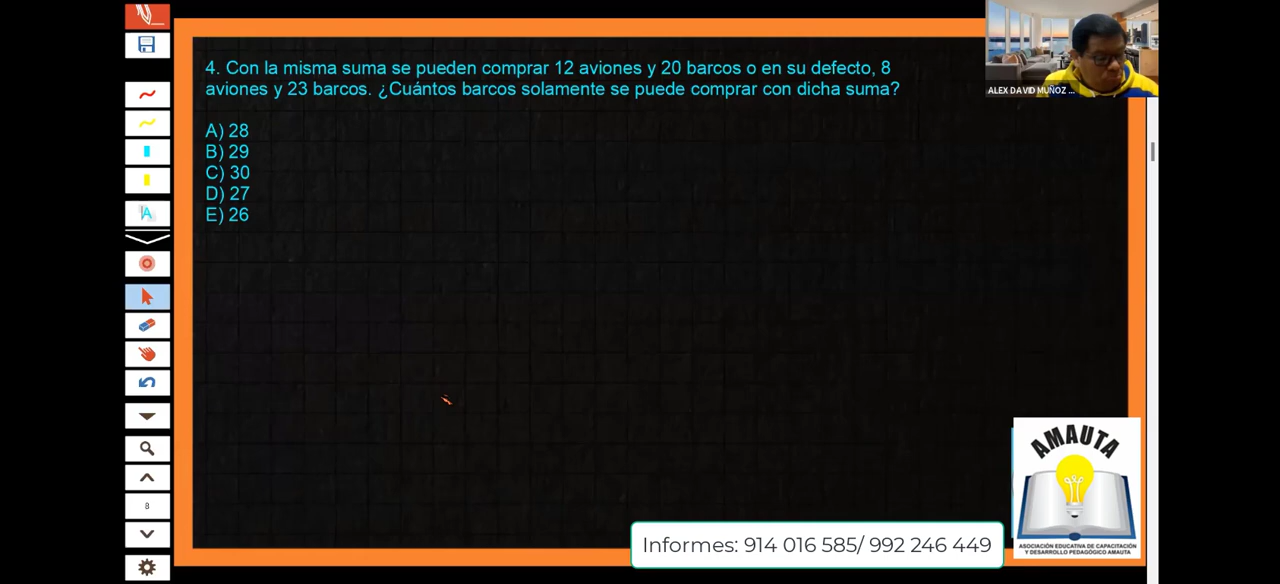 4. Con la misma suma se pueden comprar 12 aviones y 20 barcos o en su defecto, 8
aviones y 23 barcos. ¿Cuántos barcos solamente se puede comprar con dicha suma?
A) 28
B) 29
C) 30
D) 27
E) 26
ALEX DAVID MUÑOZ ...
A
8
AMAUTA
ASOCIACIÓN EDUCATIVA DE CAPACITACIÓN
Y DESARROLLO PEDAGÓGICO AMAUTA
Informes: 914 016 585/ 992 246 449